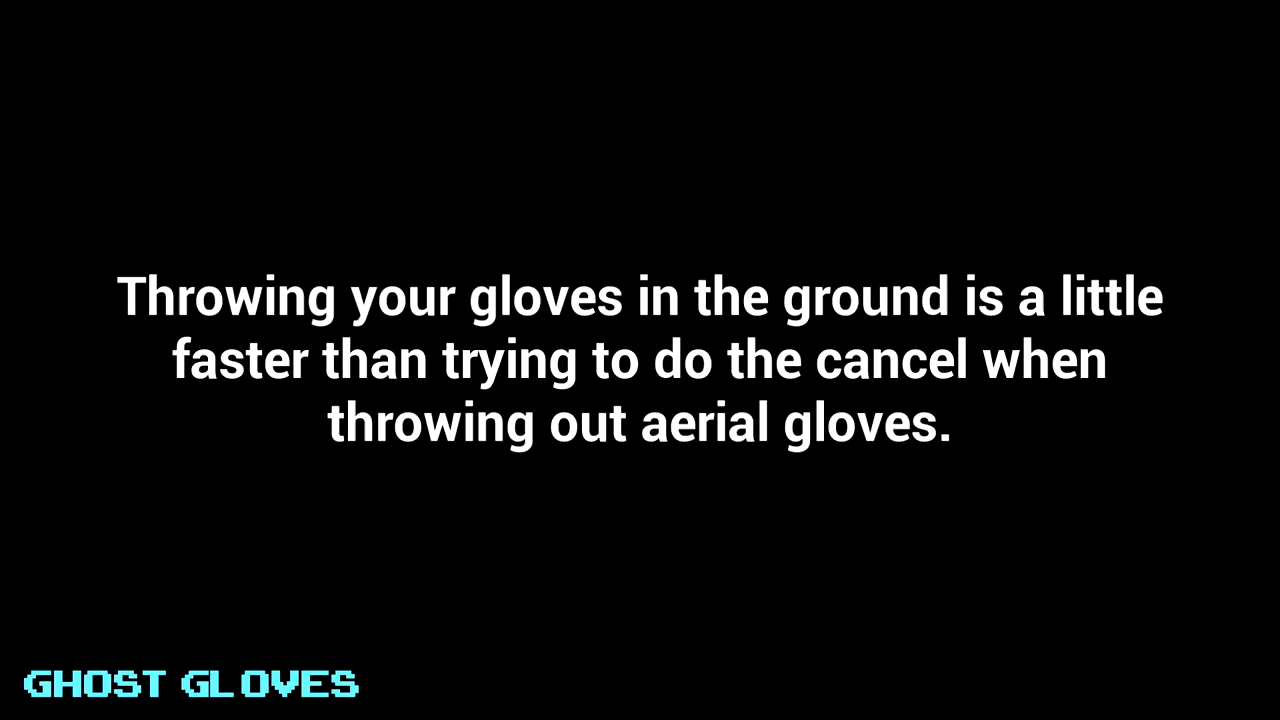 Throwing your gloves in the ground is a little
faster than trying to do the cancel when
throwing out aerial gloves.
GHOST GLOVES